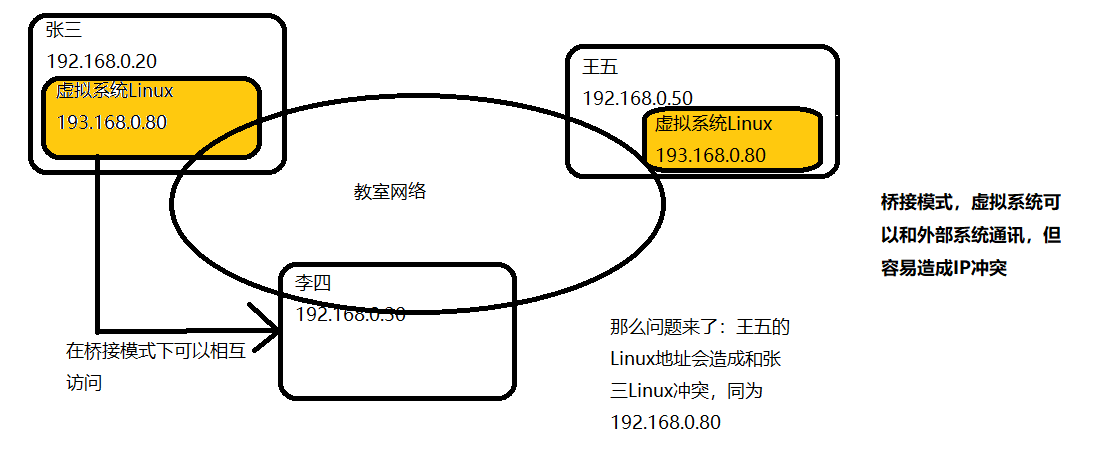 张三
192.168.0.20
虚拟系统Linux
193.168.0.80
王五
192.168.0.50
虚拟系统Linux
193.168.0.80
教室网络
李四
192.168.0.30
在桥接模式下可以相互
访问
那么问题来了：王五的
Linux地址会造成和张
三Linux冲突，同为
192.168.0.80
桥接模式，虚拟系统可
以和外部系统通讯，但
容易造成IP冲突